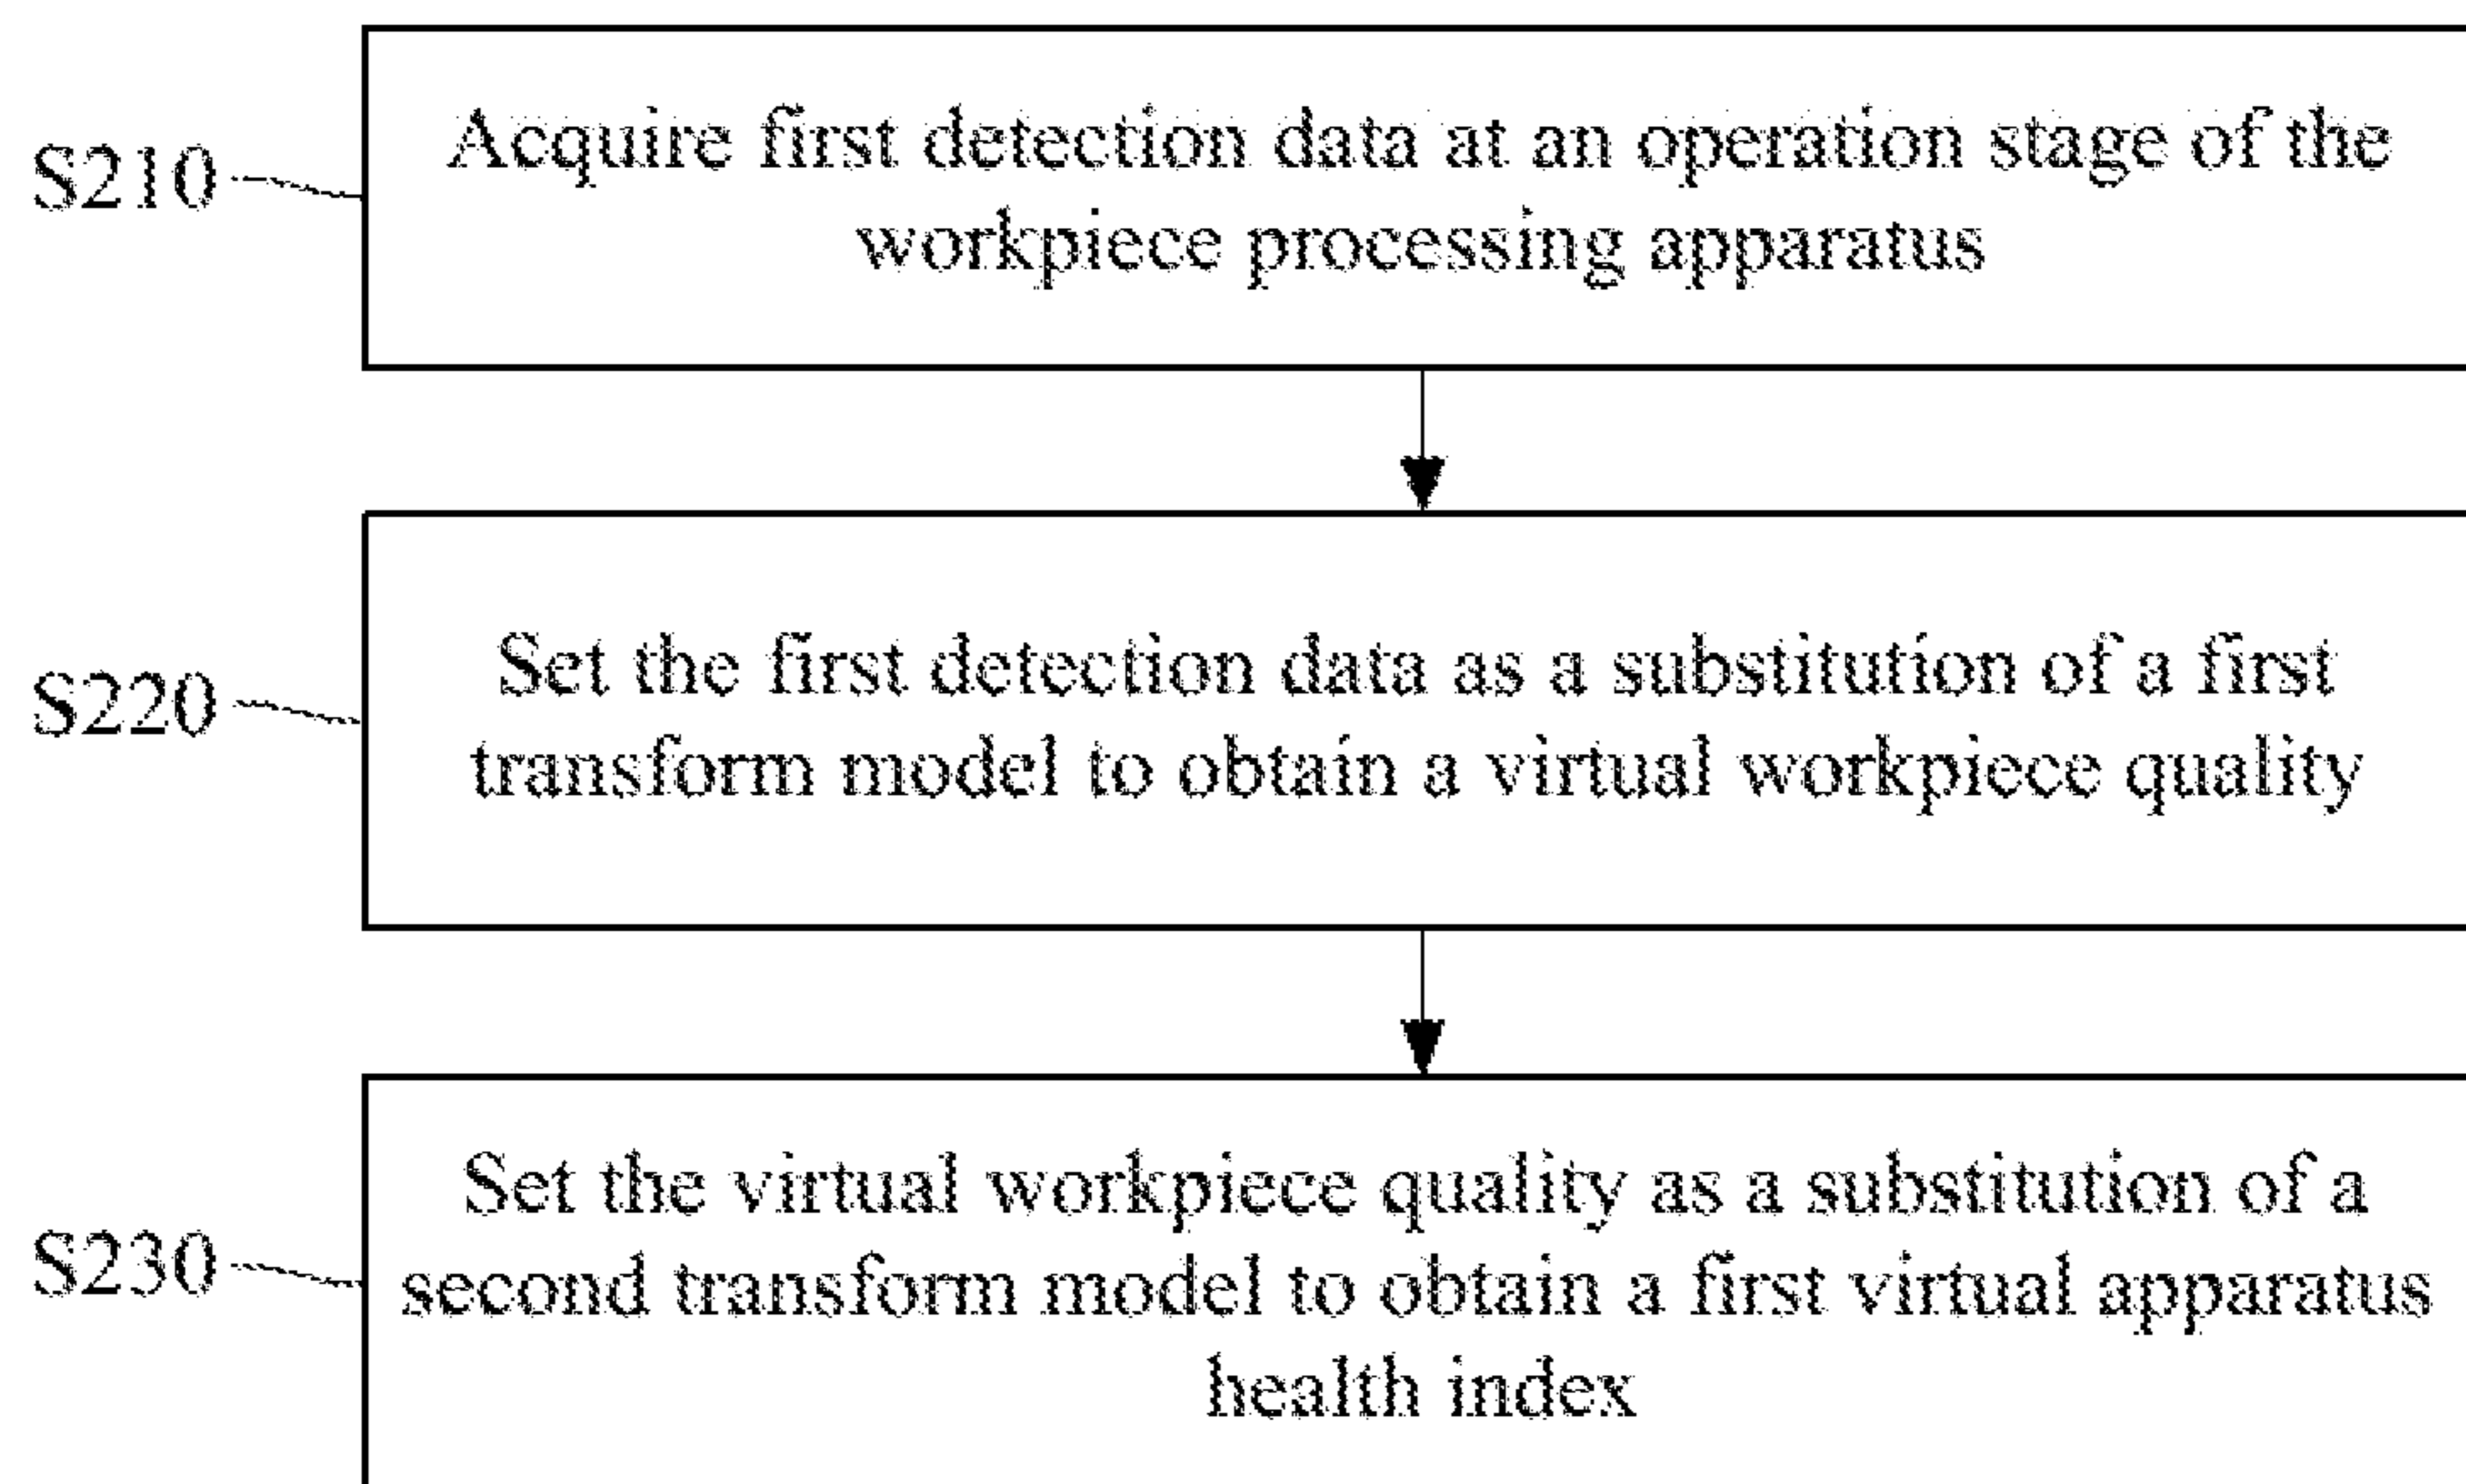 S210
Acquire first detection data at an operation stage of the
workpiece processing apparatus
S220
Set the first detection data as a substitution of a first
transform model to obtain a virtual workpiece quality
S230
Set the virtual workpiece quality as a substitution of a
second transform model to obtain a first virtual apparatus
health index